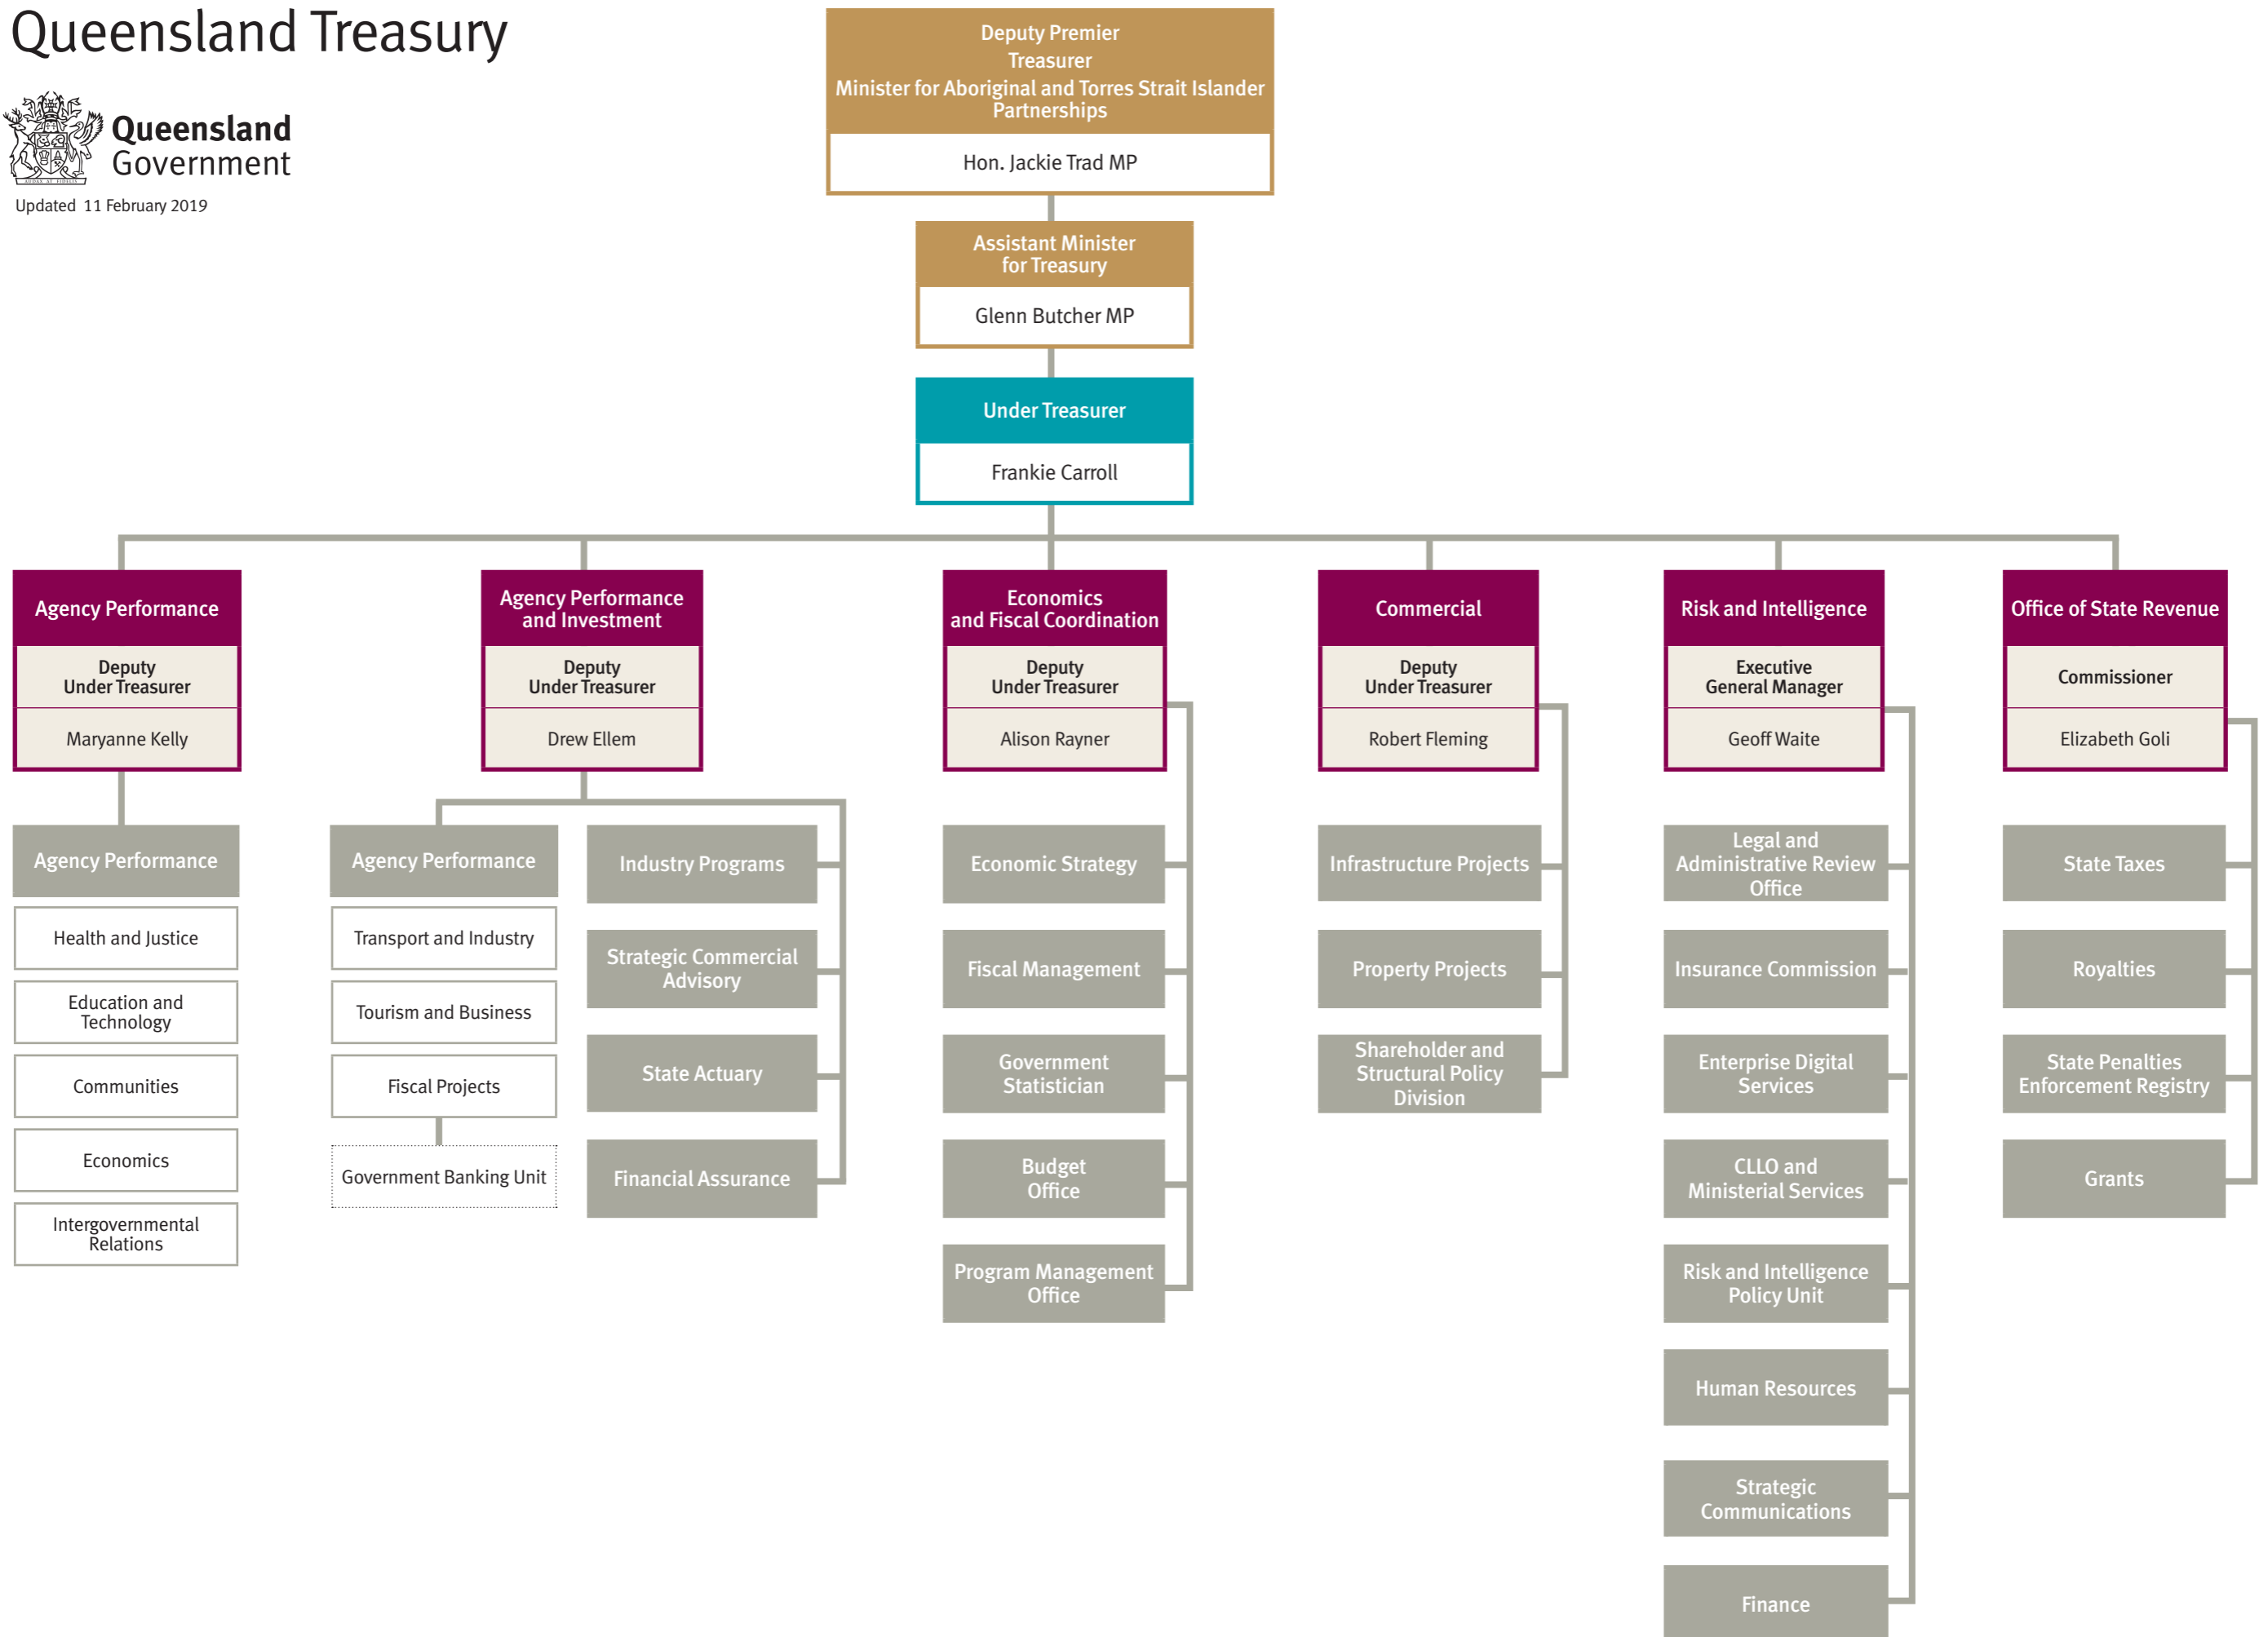 Queensland Treasury
Queensland
Government
Updated 11 February 2019
Deputy Premier
Treasurer
Minister for Aboriginal and Torres Strait Islander
Partnerships
Hon. Jackie Trad MP
Assistant Minister
for Treasury
Glenn Butcher MP
Under Treasurer
Frankie Carroll
Agency Performance
Deputy
Under Treasurer
Maryanne Kelly
Agency Performance
Health and Justice
Education and
Technology
Communities
Economics
Intergovernmental
Relations
Agency Performance
and Investment
Deputy
Under Treasurer
Drew Ellem
Agency Performance
Transport and Industry
Tourism and Business
Fiscal Projects
Government Banking Unit
Industry Programs
Strategic Commercial
Advisory
State Actuary
Financial Assurance
Economics
and Fiscal Coordination
Deputy
Under Treasurer
Alison Rayner
Economic Strategy
Fiscal Management
Government
Statistician
Budget
Office
Program Management
Office
Commercial
Deputy
Under Treasurer
Robert Fleming
Infrastructure Projects
Property Projects
Shareholder and
Structural Policy
Division
Risk and Intelligence
Executive
General Manager
Geoff Waite
Legal and
Administrative Review
Office
Insurance Commission
Enterprise Digital
Services
CLLO and
Ministerial Services
Risk and Intelligence
Policy Unit
Human Resources
Strategic
Communications
Finance
Office of State Revenue
Commissioner
Elizabeth Goli
State Taxes
Royalties
State Penalties
Enforcement Registry
Grants